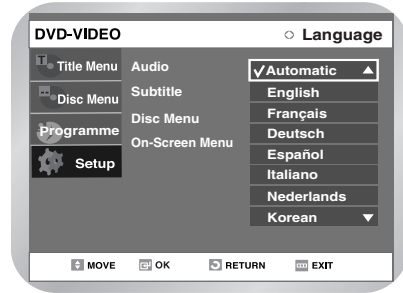 DVD-VIDEO
Language
Title Menu
Disc Menu
Programme
Setup
Audio
Subtitle
Disc Menu
On-Screen Menu
✓Automatic ▲
English
Français
Deutsch
Español
Italiano
Nederlands
Korean ▼
MOVE OK RETURN EXIT